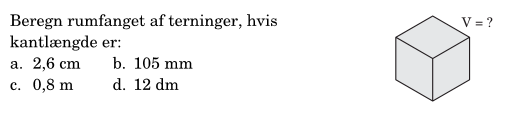 Beregn rumfanget af terninger, hvis
kantlængde er:
a. 2,6 cm b. 105 mm
c. 0,8 m d. 12 dm
V = ?